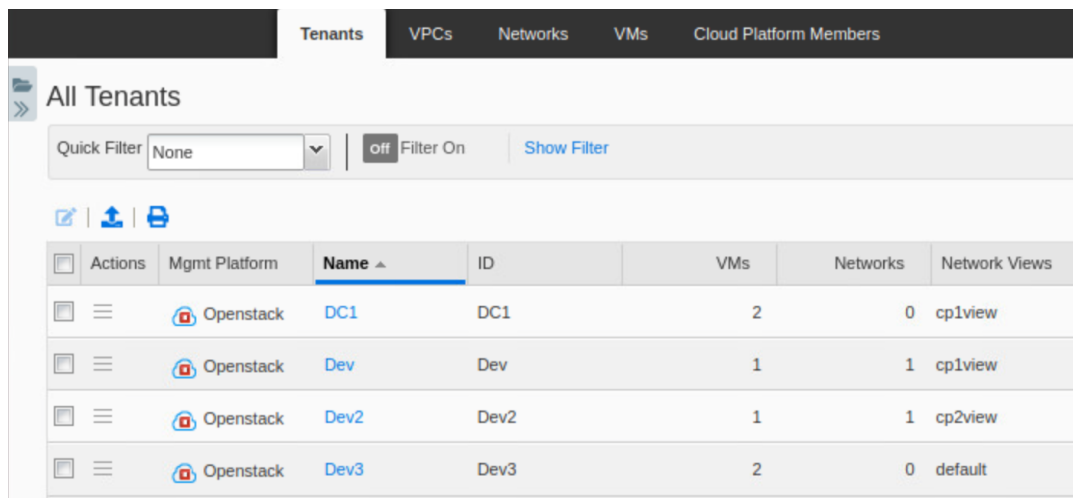 Tenants VPCs Networks VMs Cloud Platform Members
All Tenants
Quick Filter None Off Filter On Show Filter
Actions Mgmt Platform Name ID VMs Networks Network Views
Openstack DC1 DC1 2 0 cp1view
Openstack Dev Dev 1 1 cp1view
Openstack Dev2 Dev2 1 1 cp2view
Openstack Dev3 Dev3 2 0 default